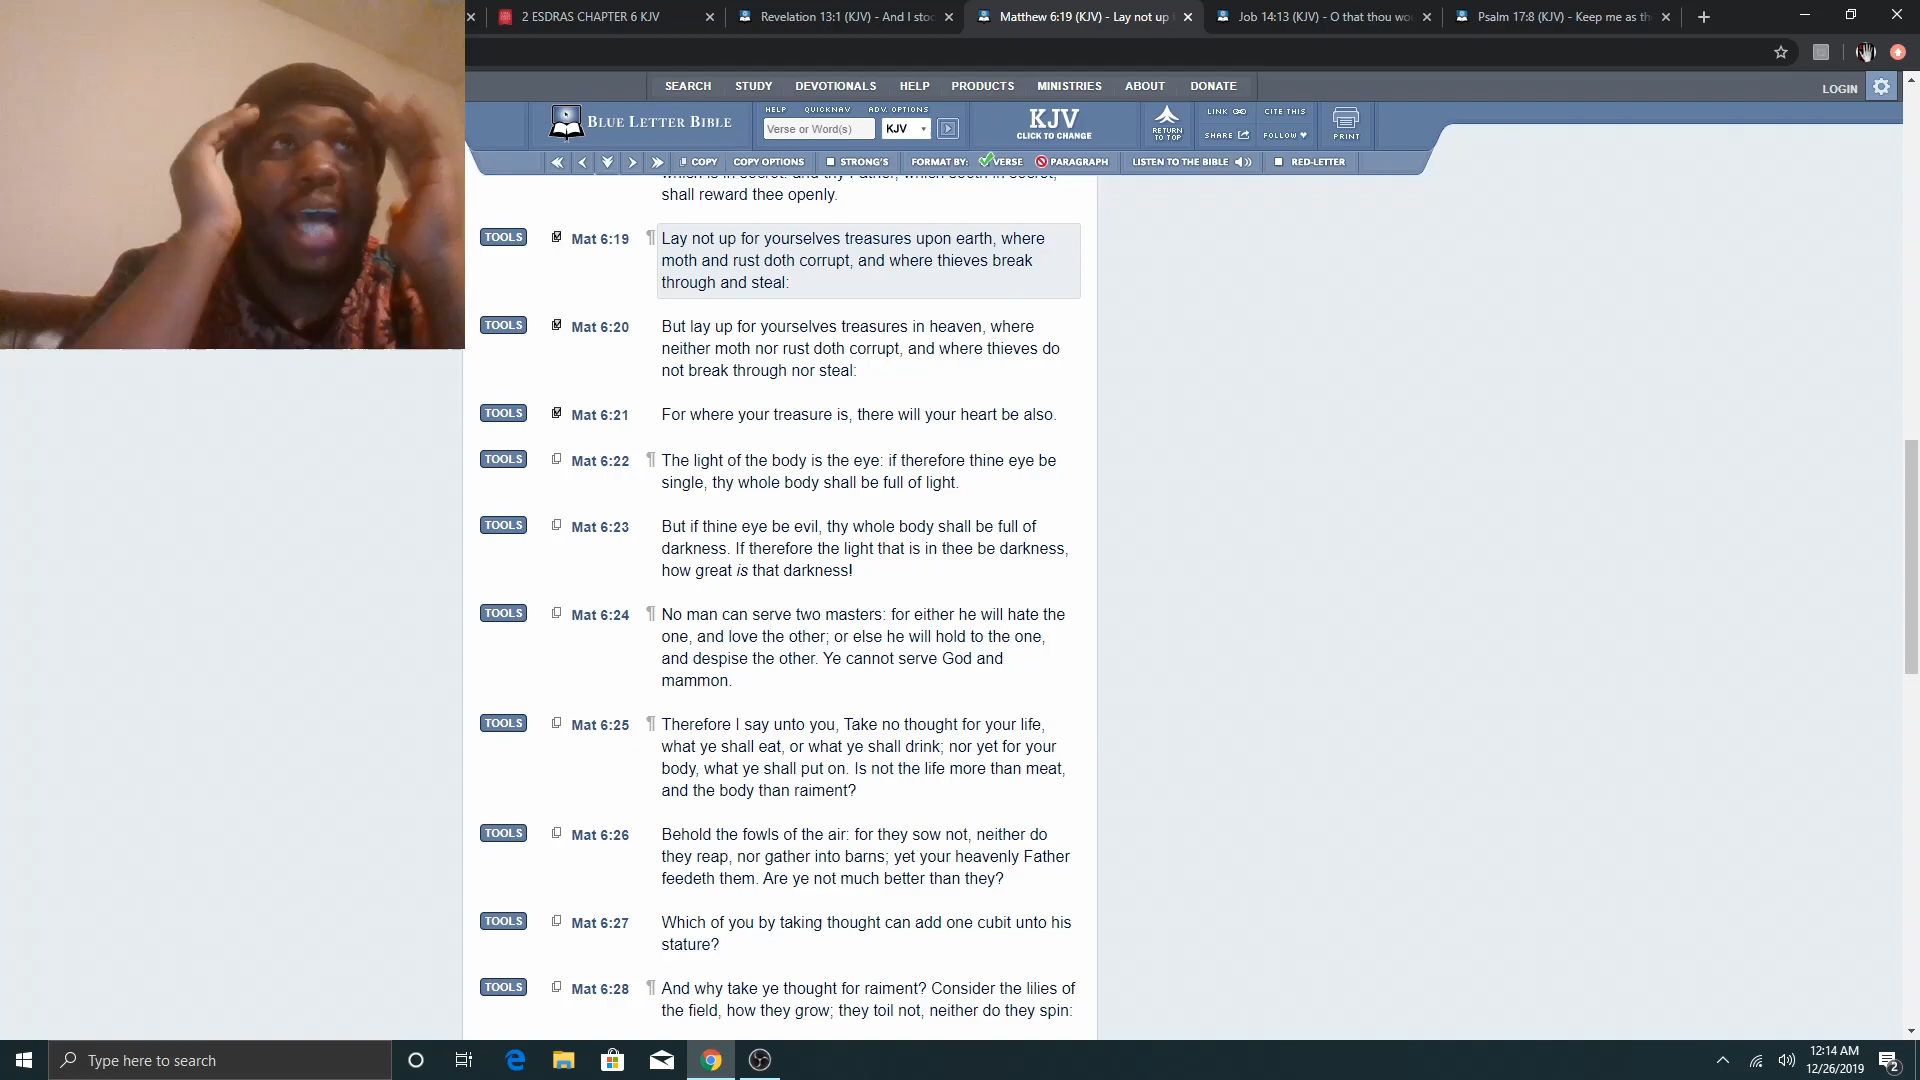 2 ESDRAS CHAPTER 6 KJV
Revelation 13:1 (KJV) - And I stoo
Matthew 6:19 (KJV) - Lay not up
Job 14:13 (KJV) - O that thou wo
Psalm 17:8 (KJV) - Keep me as th
SEARCH STUDY DEVOTIONALS HELP PRODUCTS MINISTRIES ABOUT DONATE
LOGIN
BLUE LETTER BIBLE
HELP QUICKNAV ADV. OPTIONS
Verse or Word(s)
KJV
KJV
CLICK TO CHANGE
RETURN
TO TOP
LINK
CITE THIS
SHARE
FOLLOW
PRINT
COPY COPY OPTIONS STRONG'S FORMAT BY: VERSE PARAGRAPH LISTEN TO THE BIBLE RED-LETTER
which is in secret: and thy Father, which seeth in secret,
shall reward thee openly.
TOOLS Mat 6:19 ¶ Lay not up for yourselves treasures upon earth, where
moth and rust doth corrupt, and where thieves break
through and steal:
TOOLS Mat 6:20 But lay up for yourselves treasures in heaven, where
neither moth nor rust doth corrupt, and where thieves do
not break through nor steal:
TOOLS Mat 6:21 For where your treasure is, there will your heart be also.
TOOLS Mat 6:22 ¶ The light of the body is the eye: if therefore thine eye be
single, thy whole body shall be full of light.
TOOLS Mat 6:23 But if thine eye be evil, thy whole body shall be full of
darkness. If therefore the light that is in thee be darkness,
how great is that darkness!
TOOLS Mat 6:24 ¶ No man can serve two masters: for either he will hate the
one, and love the other; or else he will hold to the one,
and despise the other. Ye cannot serve God and
mammon.
TOOLS Mat 6:25 ¶ Therefore I say unto you, Take no thought for your life,
what ye shall eat, or what ye shall drink; nor yet for your
body, what ye shall put on. Is not the life more than meat,
and the body than raiment?
TOOLS Mat 6:26 Behold the fowls of the air: for they sow not, neither do
they reap, nor gather into barns; yet your heavenly Father
feedeth them. Are ye not much better than they?
TOOLS Mat 6:27 Which of you by taking thought can add one cubit unto his
stature?
TOOLS Mat 6:28 ¶ And why take ye thought for raiment? Consider the lilies of
the field, how they grow; they toil not, neither do they spin:
Type here to search
12:14 AM
12/26/2019
2